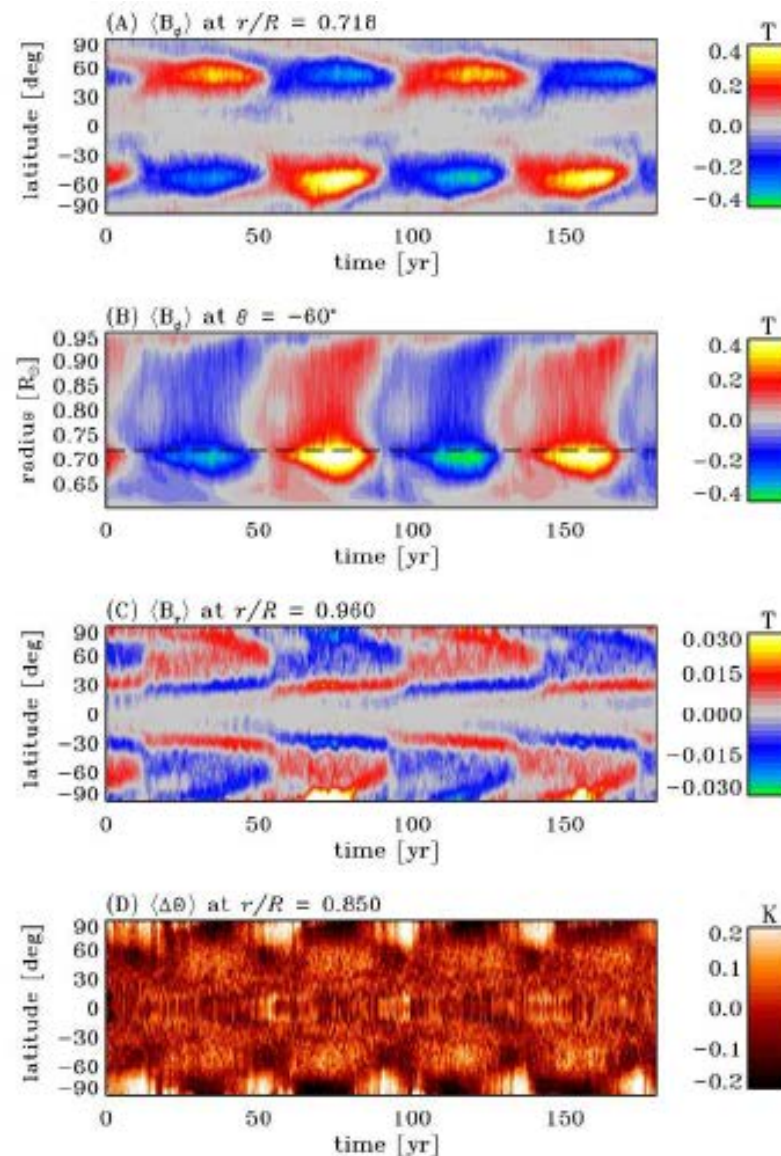 (A) ⟨B_φ⟩ at r/R = 0.718
T
latitude [deg]
90
60
30
0
−30
−60
−90
0 50 100 150
time [yr]
0.4
0.2
0.0
−0.2
−0.4
(B) ⟨B_φ⟩ at θ = −60°
T
radius [R⊙]
0.95
0.90
0.85
0.80
0.75
0.70
0.65
0 50 100 150
time [yr]
0.4
0.2
0.0
−0.2
−0.4
(C) ⟨B_r⟩ at r/R = 0.960
T
latitude [deg]
90
60
30
0
−30
−60
−90
0 50 100 150
time [yr]
0.030
0.015
0.000
−0.015
−0.030
(D) ⟨ΔΘ⟩ at r/R = 0.850
K
latitude [deg]
90
60
30
0
−30
−60
−90
0 50 100 150
time [yr]
0.2
0.1
0.0
−0.1
−0.2